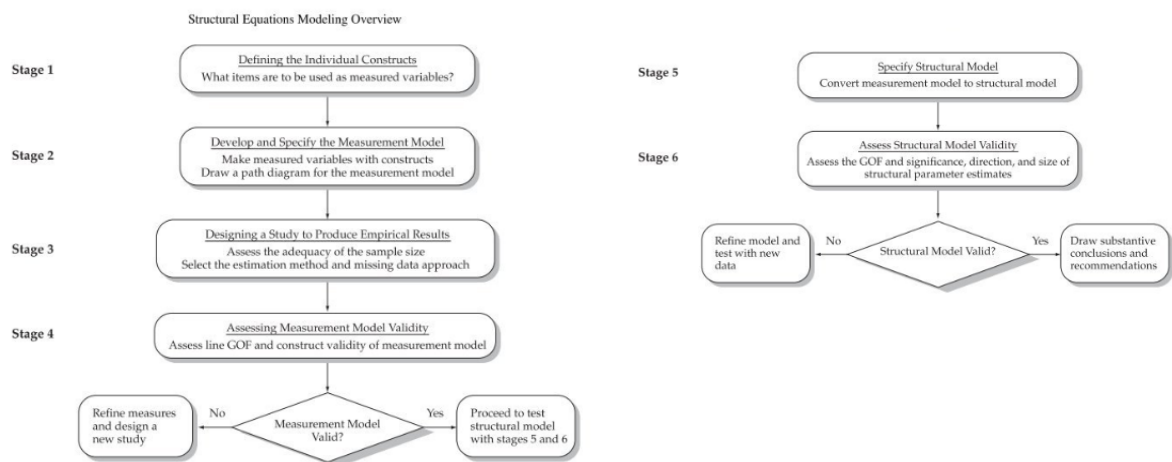 Structural Equations Modeling Overview
Stage 1
Defining the Individual Constructs
What items are to be used as measured variables?
Stage 2
Develop and Specify the Measurement Model
Make measured variables with constructs
Draw a path diagram for the measurement model
Stage 3
Designing a Study to Produce Empirical Results
Assess the adequacy of the sample size
Select the estimation method and missing data approach
Stage 4
Assessing Measurement Model Validity
Assess line GOF and construct validity of measurement model
Refine measures
and design a
new study
No
Measurement Model
Valid?
Yes
Proceed to test
structural model
with stages 5 and 6
Stage 5
Specify Structural Model
Convert measurement model to structural model
Stage 6
Assess Structural Model Validity
Assess the GOF and significance, direction, and size of
structural parameter estimates
Refine model and
test with new
data
No
Structural Model Valid?
Yes
Draw substantive
conclusions and
recommendations